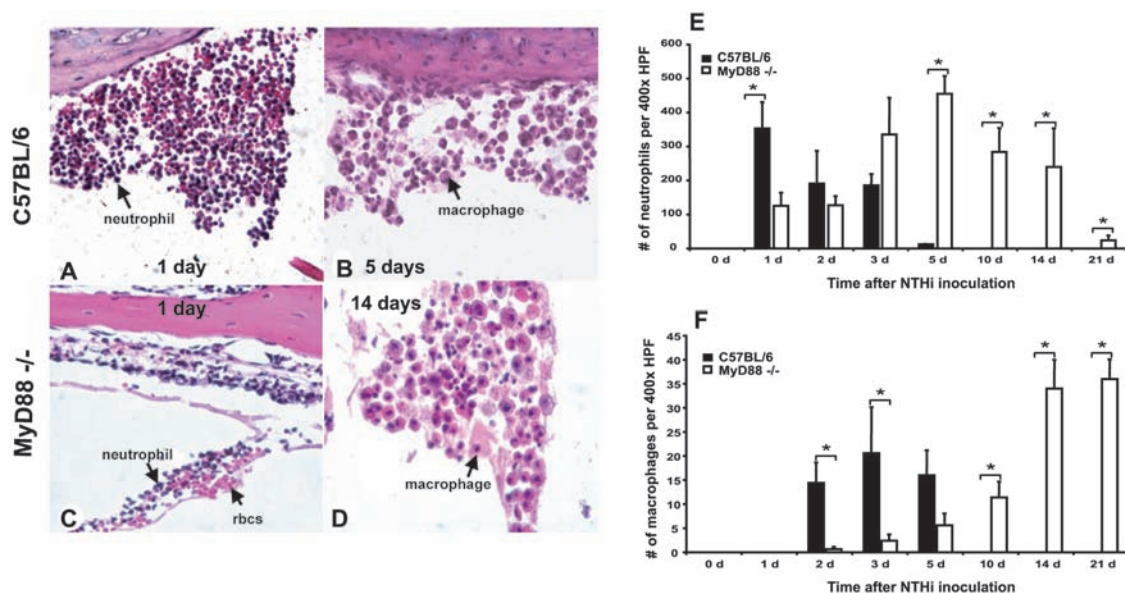 C57BL/6
MyD88 -/-
neutrophil
A
1 day
macrophage
B
5 days
1 day
neutrophil
rbcs
C
14 days
macrophage
D
E
# of neutrophils per 400x HPF
600
500
400
300
200
100
0
C57BL/6
MyD88 -/-
*
*
*
*
*
0 d 1 d 2 d 3 d 5 d 10 d 14 d 21 d
Time after NTHi inoculation
F
# of macrophages per 400x HPF
45
40
35
30
25
20
15
10
5
0
C57BL/6
MyD88 -/-
*
*
*
*
*
0 d 1 d 2 d 3 d 5 d 10 d 14 d 21 d
Time after NTHi inoculation